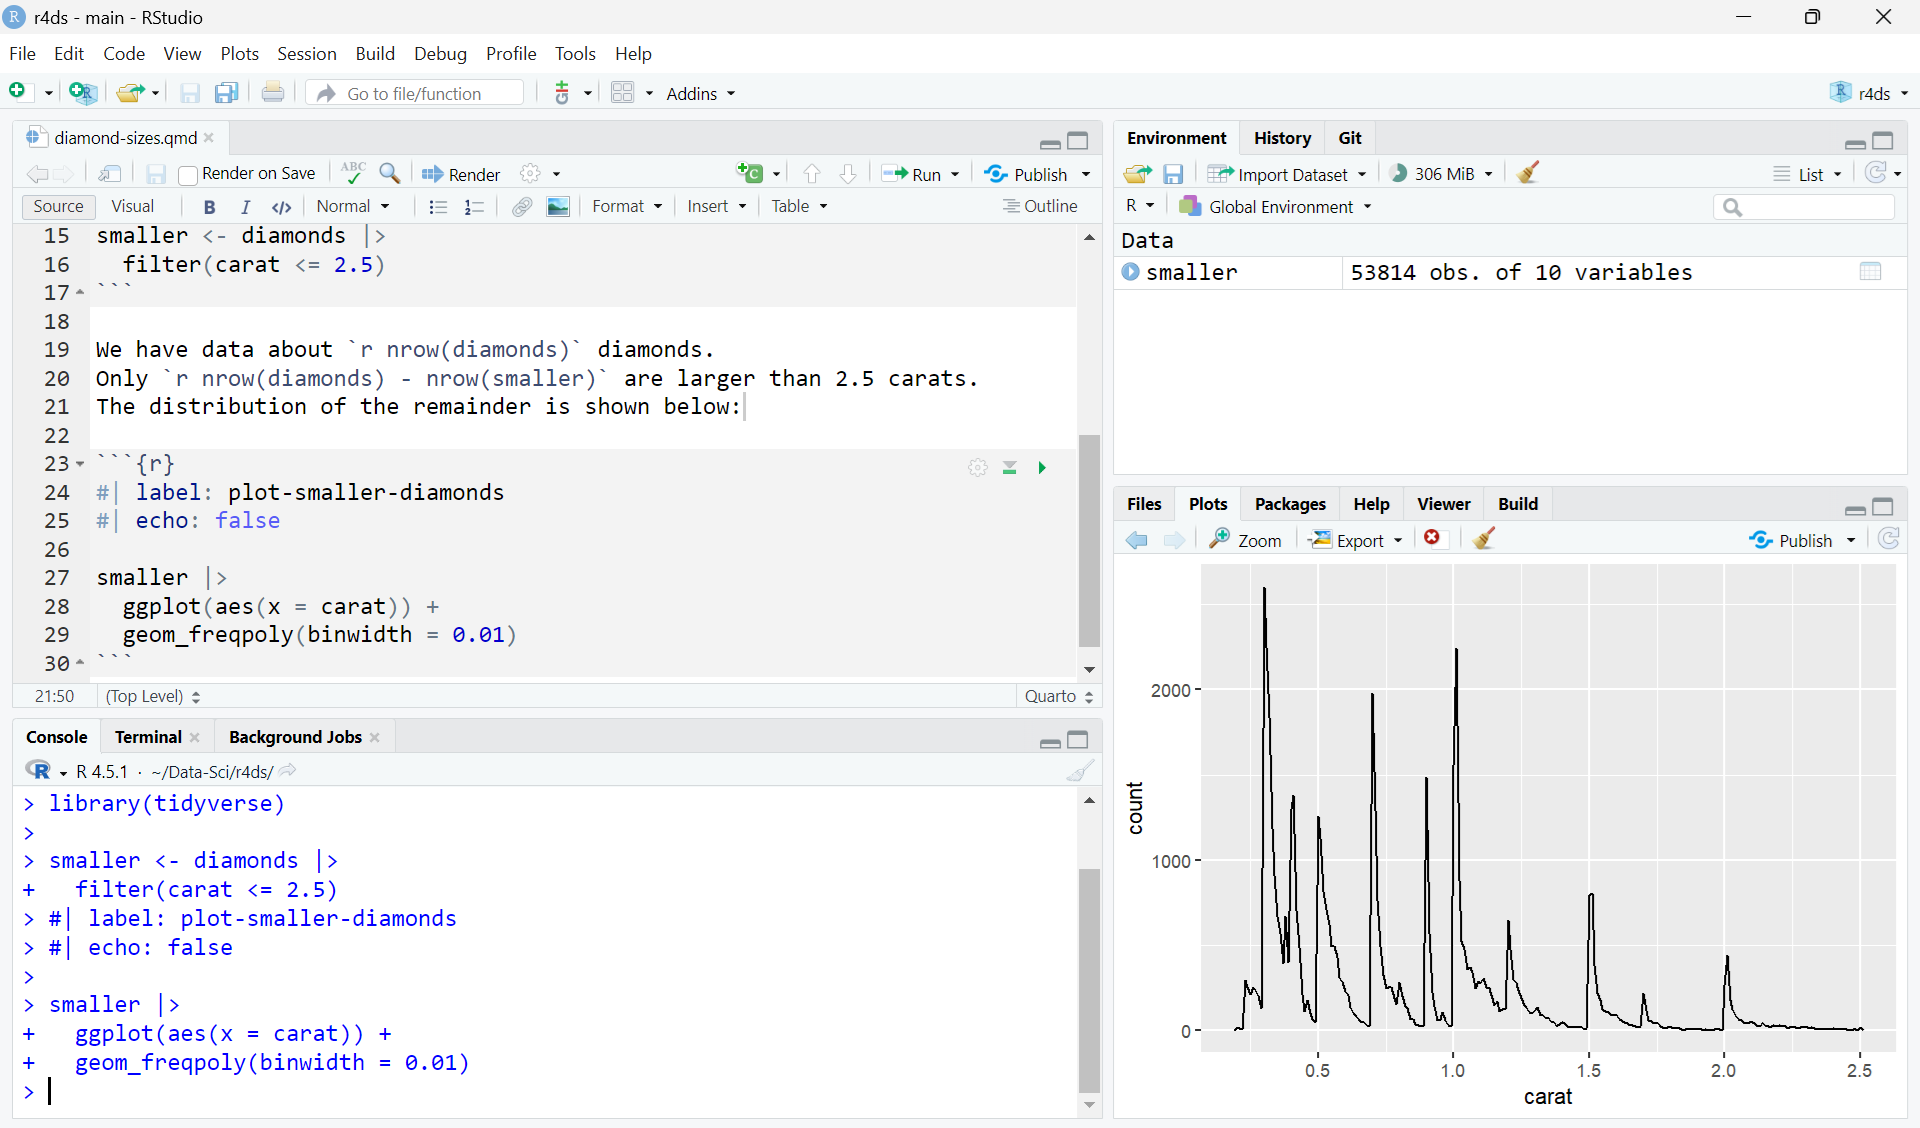 r4ds - main - RStudio
File Edit Code View Plots Session Build Debug Profile Tools Help
Go to file/function
Addins
r4ds
diamond-sizes.qmd
Render on Save
ABC
Render
Run
Publish
Source Visual B I </> Normal Format Insert Table Outline
15 smaller <- diamonds |>
16   filter(carat <= 2.5)
17 ```
18
19 We have data about `r nrow(diamonds)` diamonds.
20 Only `r nrow(diamonds) - nrow(smaller)` are larger than 2.5 carats.
21 The distribution of the remainder is shown below:
22
23 ```{r}
24 #| label: plot-smaller-diamonds
25 #| echo: false
26
27 smaller |>
28   ggplot(aes(x = carat)) +
29   geom_freqpoly(binwidth = 0.01)
30 ```
21:50 (Top Level) Quarto
Console Terminal Background Jobs
R R 4.5.1 · ~/Data-Sci/r4ds/
> library(tidyverse)
>
> smaller <- diamonds |>
+   filter(carat <= 2.5)
> #| label: plot-smaller-diamonds
> #| echo: false
>
> smaller |>
+   ggplot(aes(x = carat)) +
+   geom_freqpoly(binwidth = 0.01)
>
Environment History Git
Import Dataset 306 MiB List
R Global Environment
Data
smaller 53814 obs. of 10 variables
Files Plots Packages Help Viewer Build
Zoom Export Publish
count
2000
1000
0
0.5 1.0 1.5 2.0 2.5
carat